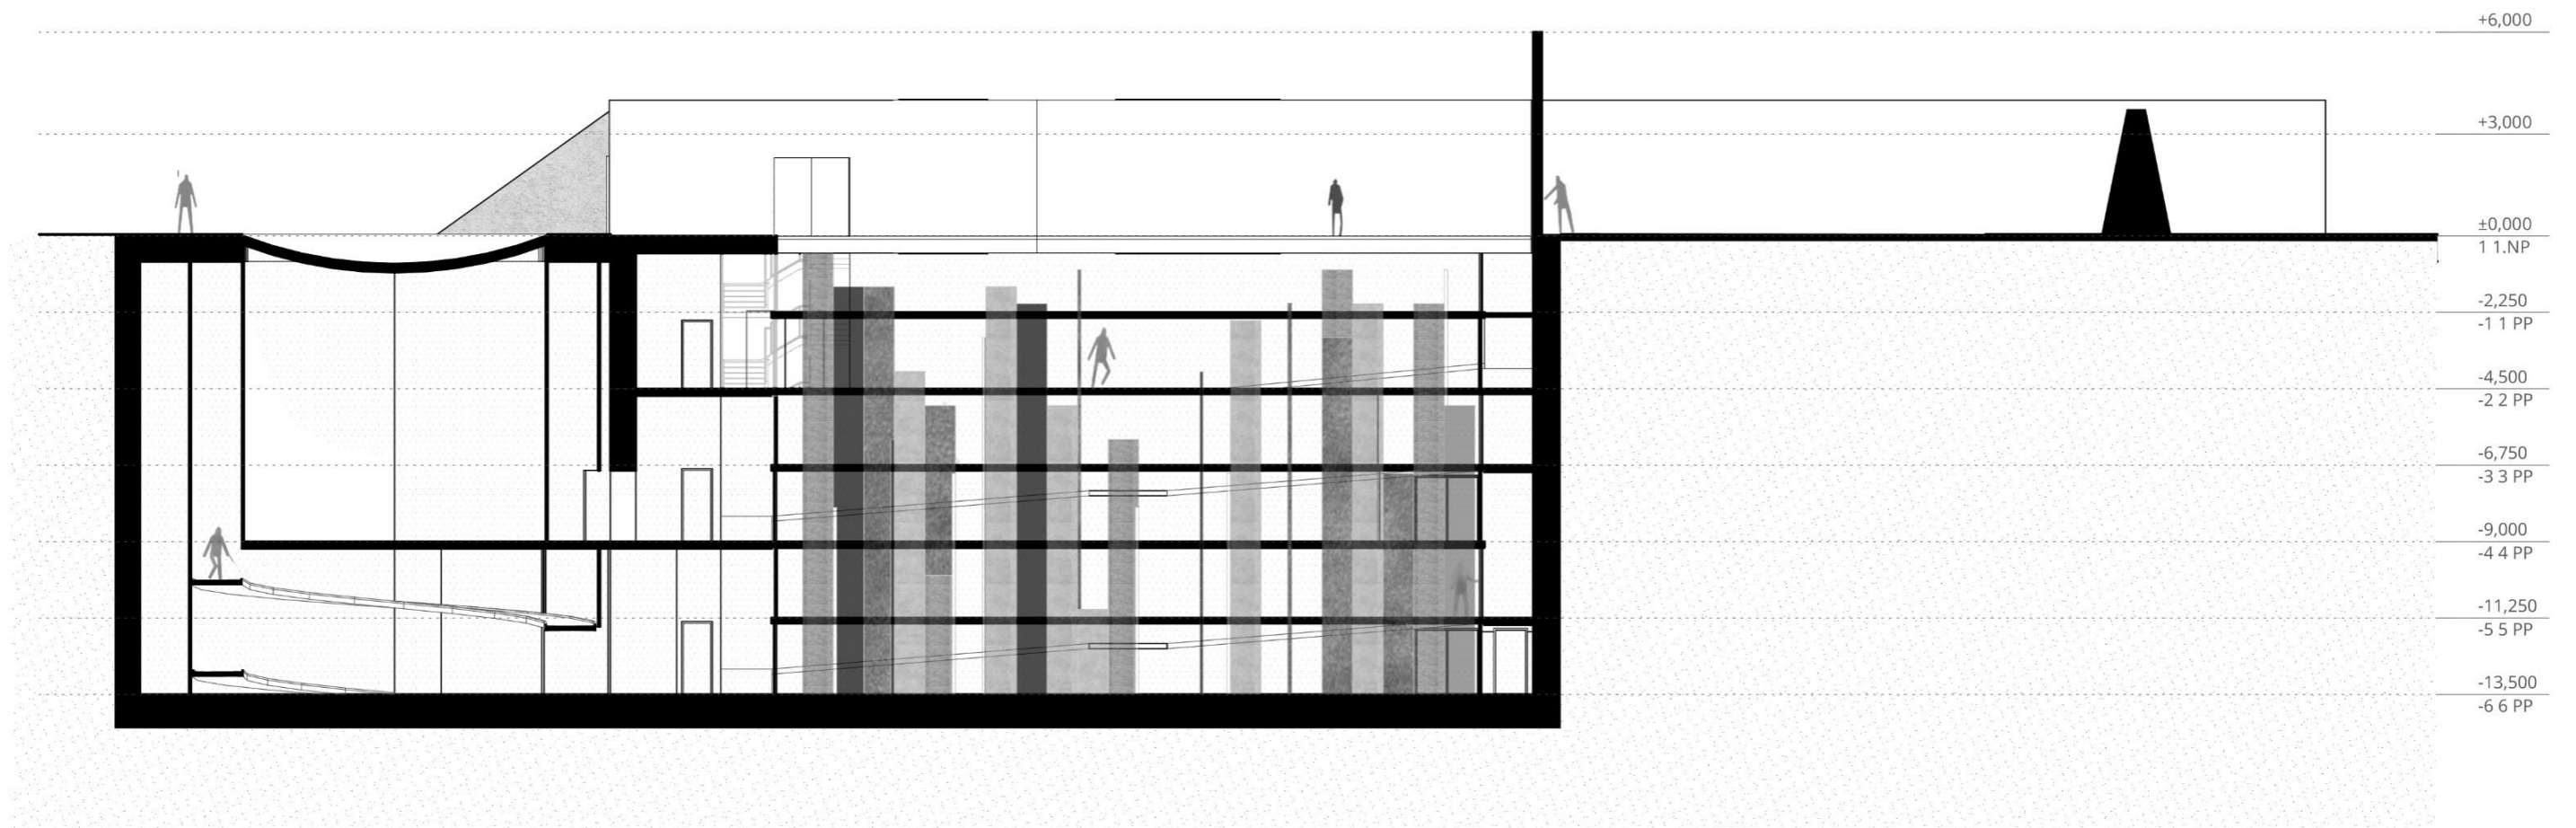 +6,000
+3,000
±0,000
1 1.NP
-2,250
-1 1 PP
-4,500
-2 2 PP
-6,750
-3 3 PP
-9,000
-4 4 PP
-11,250
-5 5 PP
-13,500
-6 6 PP